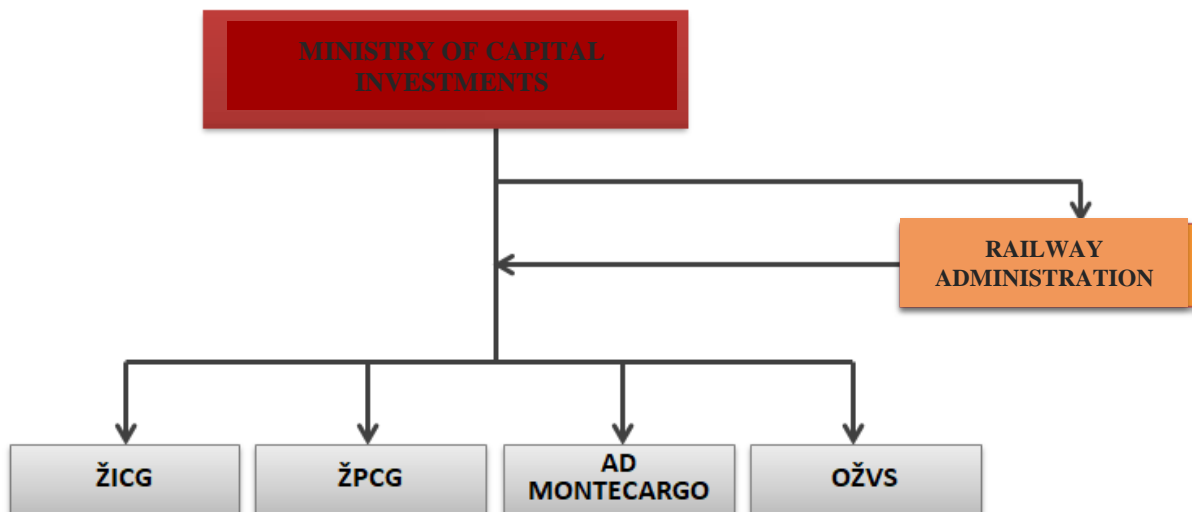 MINISTRY OF CAPITAL
INVESTMENTS
RAILWAY
ADMINISTRATION
ŽICG
ŽPCG
AD
MONTECARGO
OŽVS